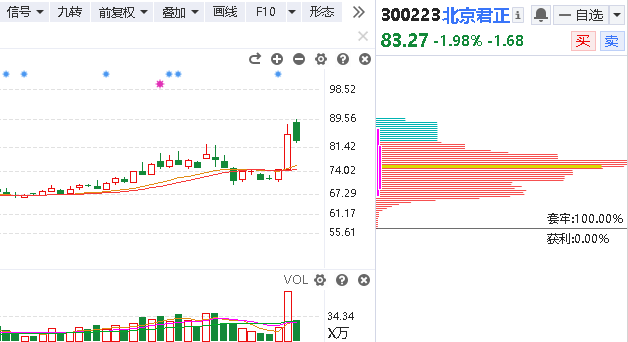 信号 九转 前复权 叠加 画线 F10 形态
300223 北京君正 自选
83.27 -1.98% -1.68 买 卖
98.52
89.56
81.42
74.02
67.29
61.17
55.61
套牢:100.00%
获利:0.00%
VOL
34.34
X万